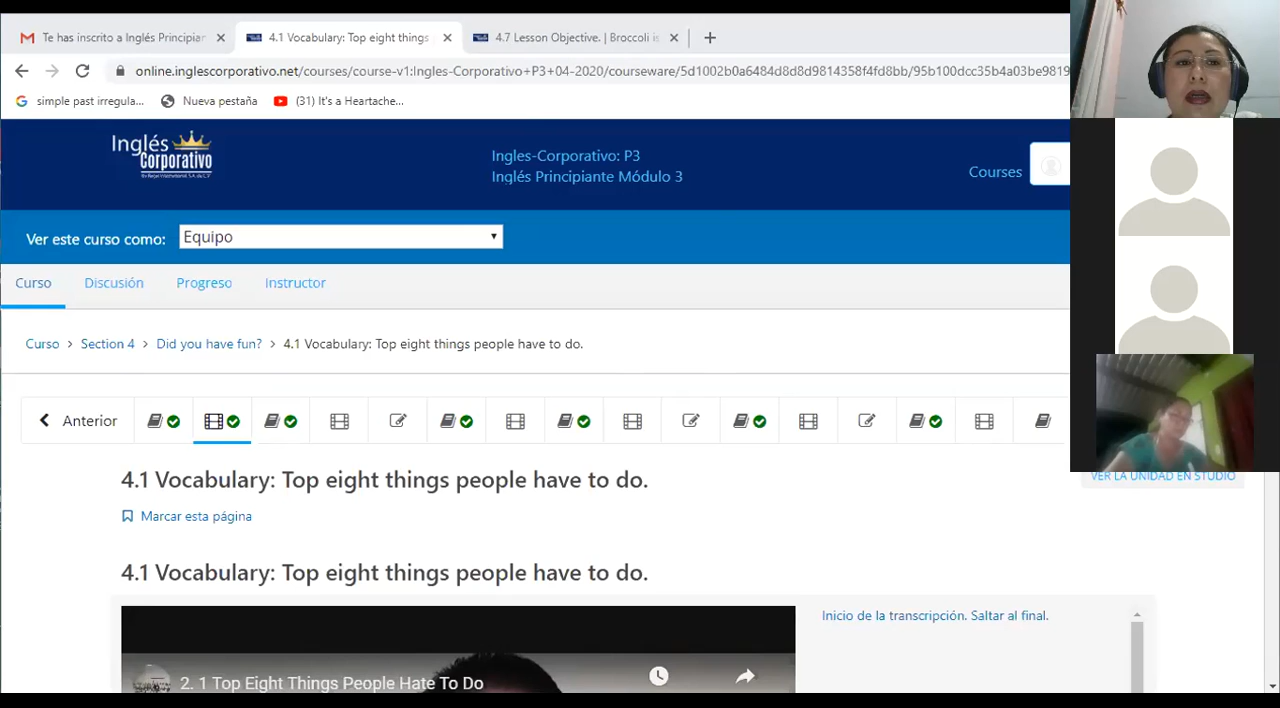 Te has inscrito a Inglés Principiar
4.1 Vocabulary: Top eight things
4.7 Lesson Objective. | Broccoli is
online.inglescorporativo.net/courses/course-v1:Ingles-Corporativo+P3+04-2020/courseware/5d1002b0a6484d8d8d9814358f4fd8bb/95b100dcc35b4a03be9819
simple past irregula...
Nueva pestaña
(31) It's a Heartache...
Inglés
Corporativo
Ingles-Corporativo: P3
Inglés Principiante Módulo 3
Courses
Ver este curso como:
Equipo
Curso
Discusión
Progreso
Instructor
Curso > Section 4 > Did you have fun? > 4.1 Vocabulary: Top eight things people have to do.
Anterior
4.1 Vocabulary: Top eight things people have to do.
VER LA UNIDAD EN STUDIO
Marcar esta página
4.1 Vocabulary: Top eight things people have to do.
Inicio de la transcripción. Saltar al final.
2. 1 Top Eight Things People Hate To Do